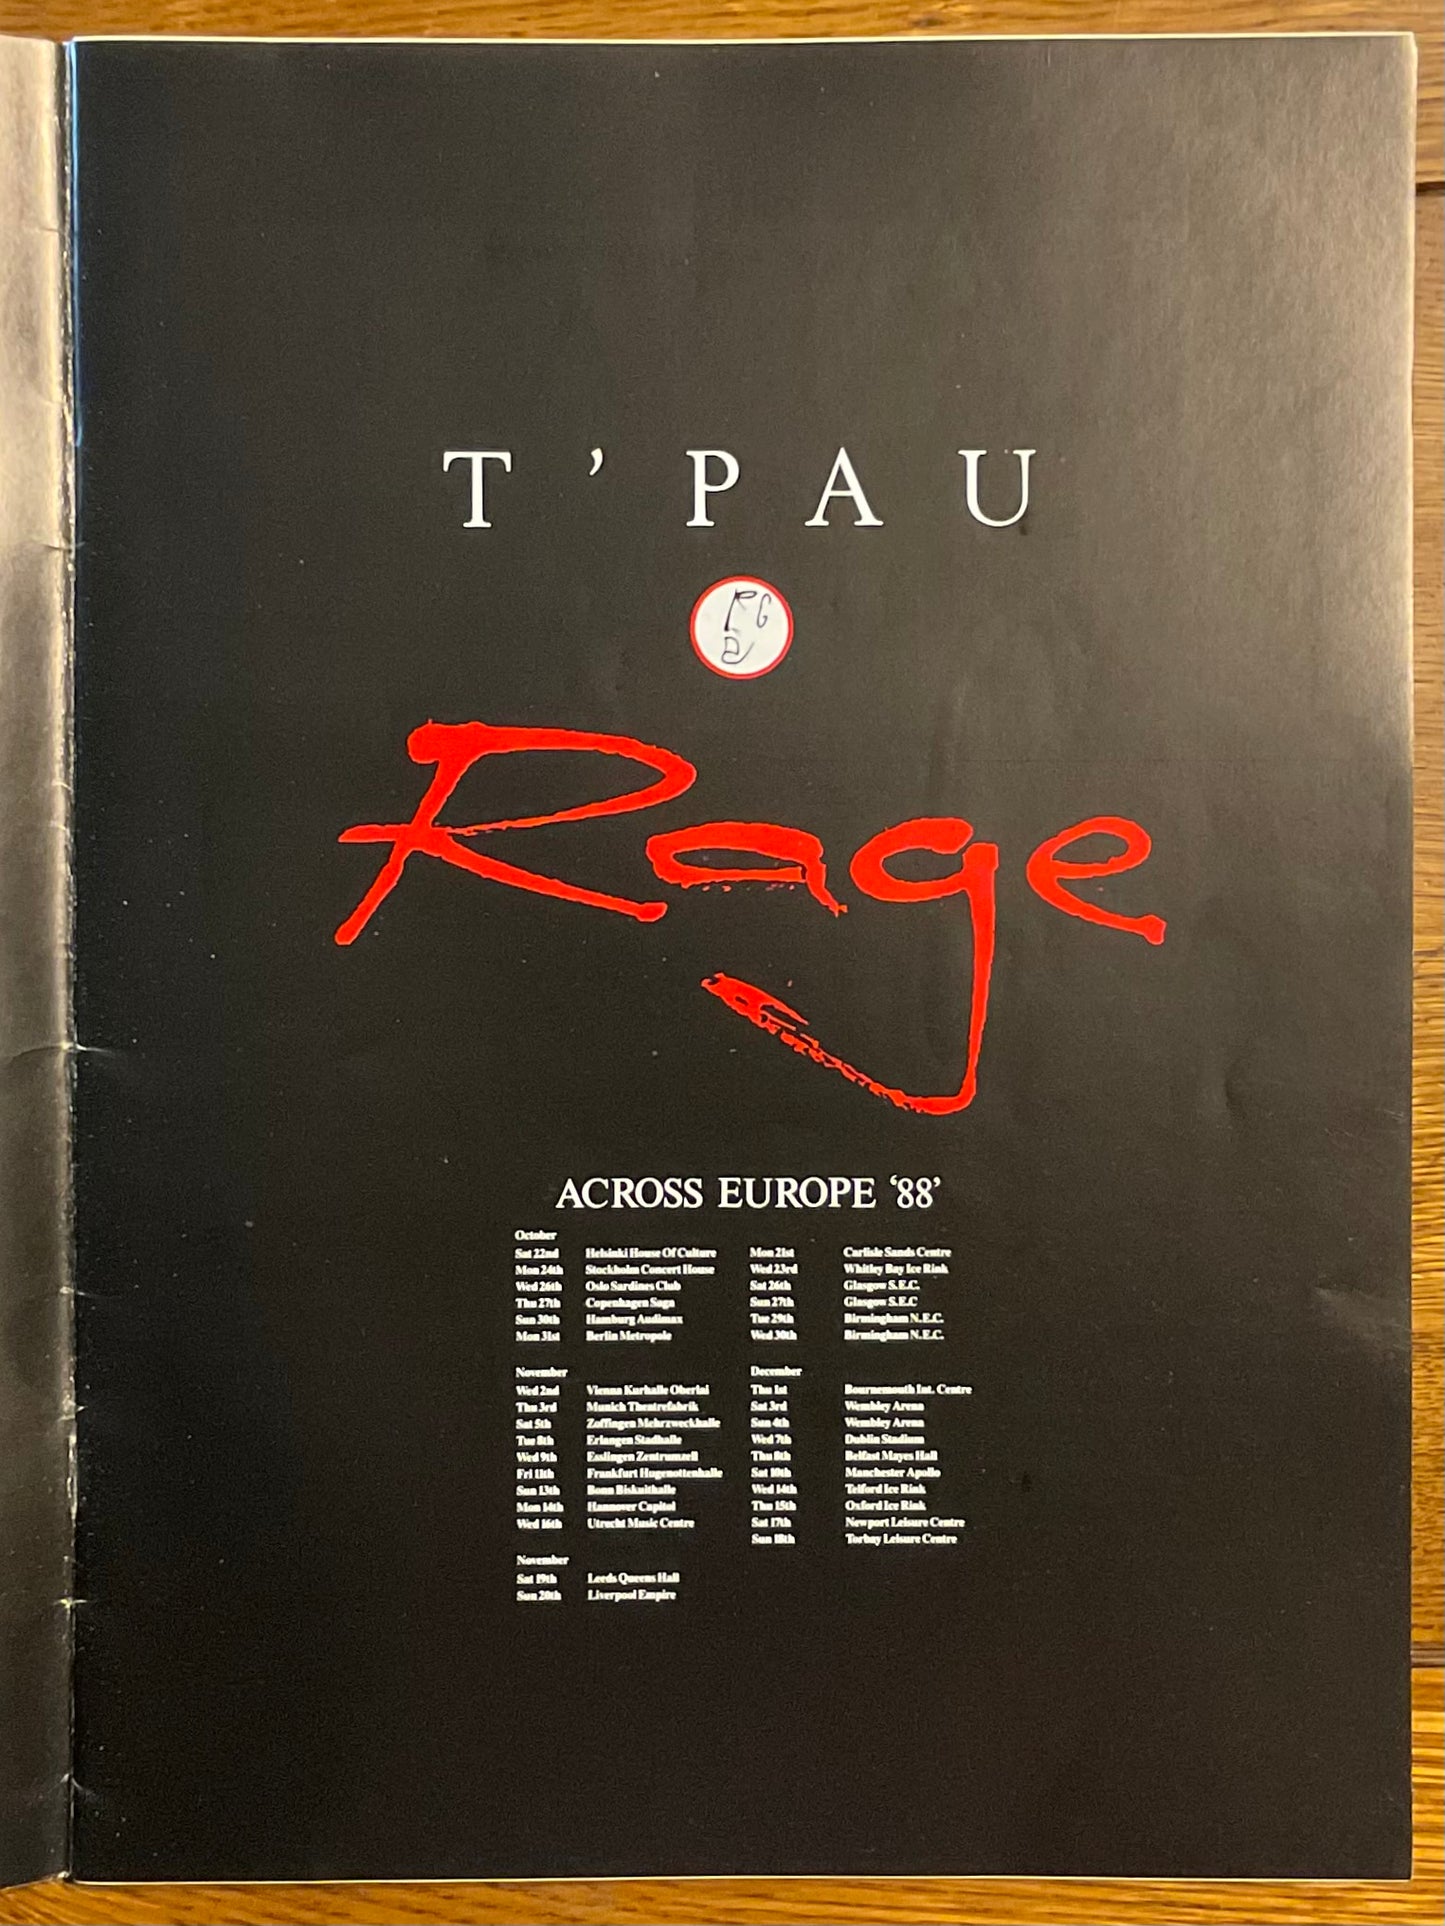 T'PAU
RG
Rage
ACROSS EUROPE '88'
October
Sat 22nd Helsinki House Of Culture
Mon 24th Stockholm Concert House
Wed 26th Oslo Sardines Club
Thu 27th Copenhagen Saga
Sun 30th Hamburg Audimax
Mon 31st Berlin Metropole
November
Wed 2nd Vienna Kurhalle Oberlai
Thu 3rd Munich Theatrefabrik
Sat 5th Zoffingen Mehrzweckhalle
Tue 8th Erlangen Stadhalle
Wed 9th Esslingen Zentrumzell
Fri 11th Frankfurt Hugenottenhalle
Sun 13th Bonn Biskuithalle
Mon 14th Hannover Capitol
Wed 16th Utrecht Music Centre
November
Sat 19th Leeds Queens Hall
Sun 20th Liverpool Empire
Mon 21st Carlisle Sands Centre
Wed 23rd Whitley Bay Ice Rink
Sat 26th Glasgow S.E.C.
Sun 27th Glasgow S.E.C
Tue 29th Birmingham N.E.C.
Wed 30th Birmingham N.E.C.
December
Thu 1st Bournemouth Int. Centre
Sat 3rd Wembley Arena
Sun 4th Wembley Arena
Wed 7th Dublin Stadium
Thu 8th Belfast Mayes Hall
Sat 10th Manchester Apollo
Wed 14th Telford Ice Rink
Thu 15th Oxford Ice Rink
Sat 17th Newport Leisure Centre
Sun 18th Torbay Leisure Centre